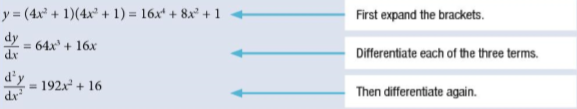 y = (4x² + 1)(4x² + 1) = 16x⁴ + 8x² + 1
First expand the brackets.
dy/dx = 64x³ + 16x
Differentiate each of the three terms.
d²y/dx² = 192x² + 16
Then differentiate again.